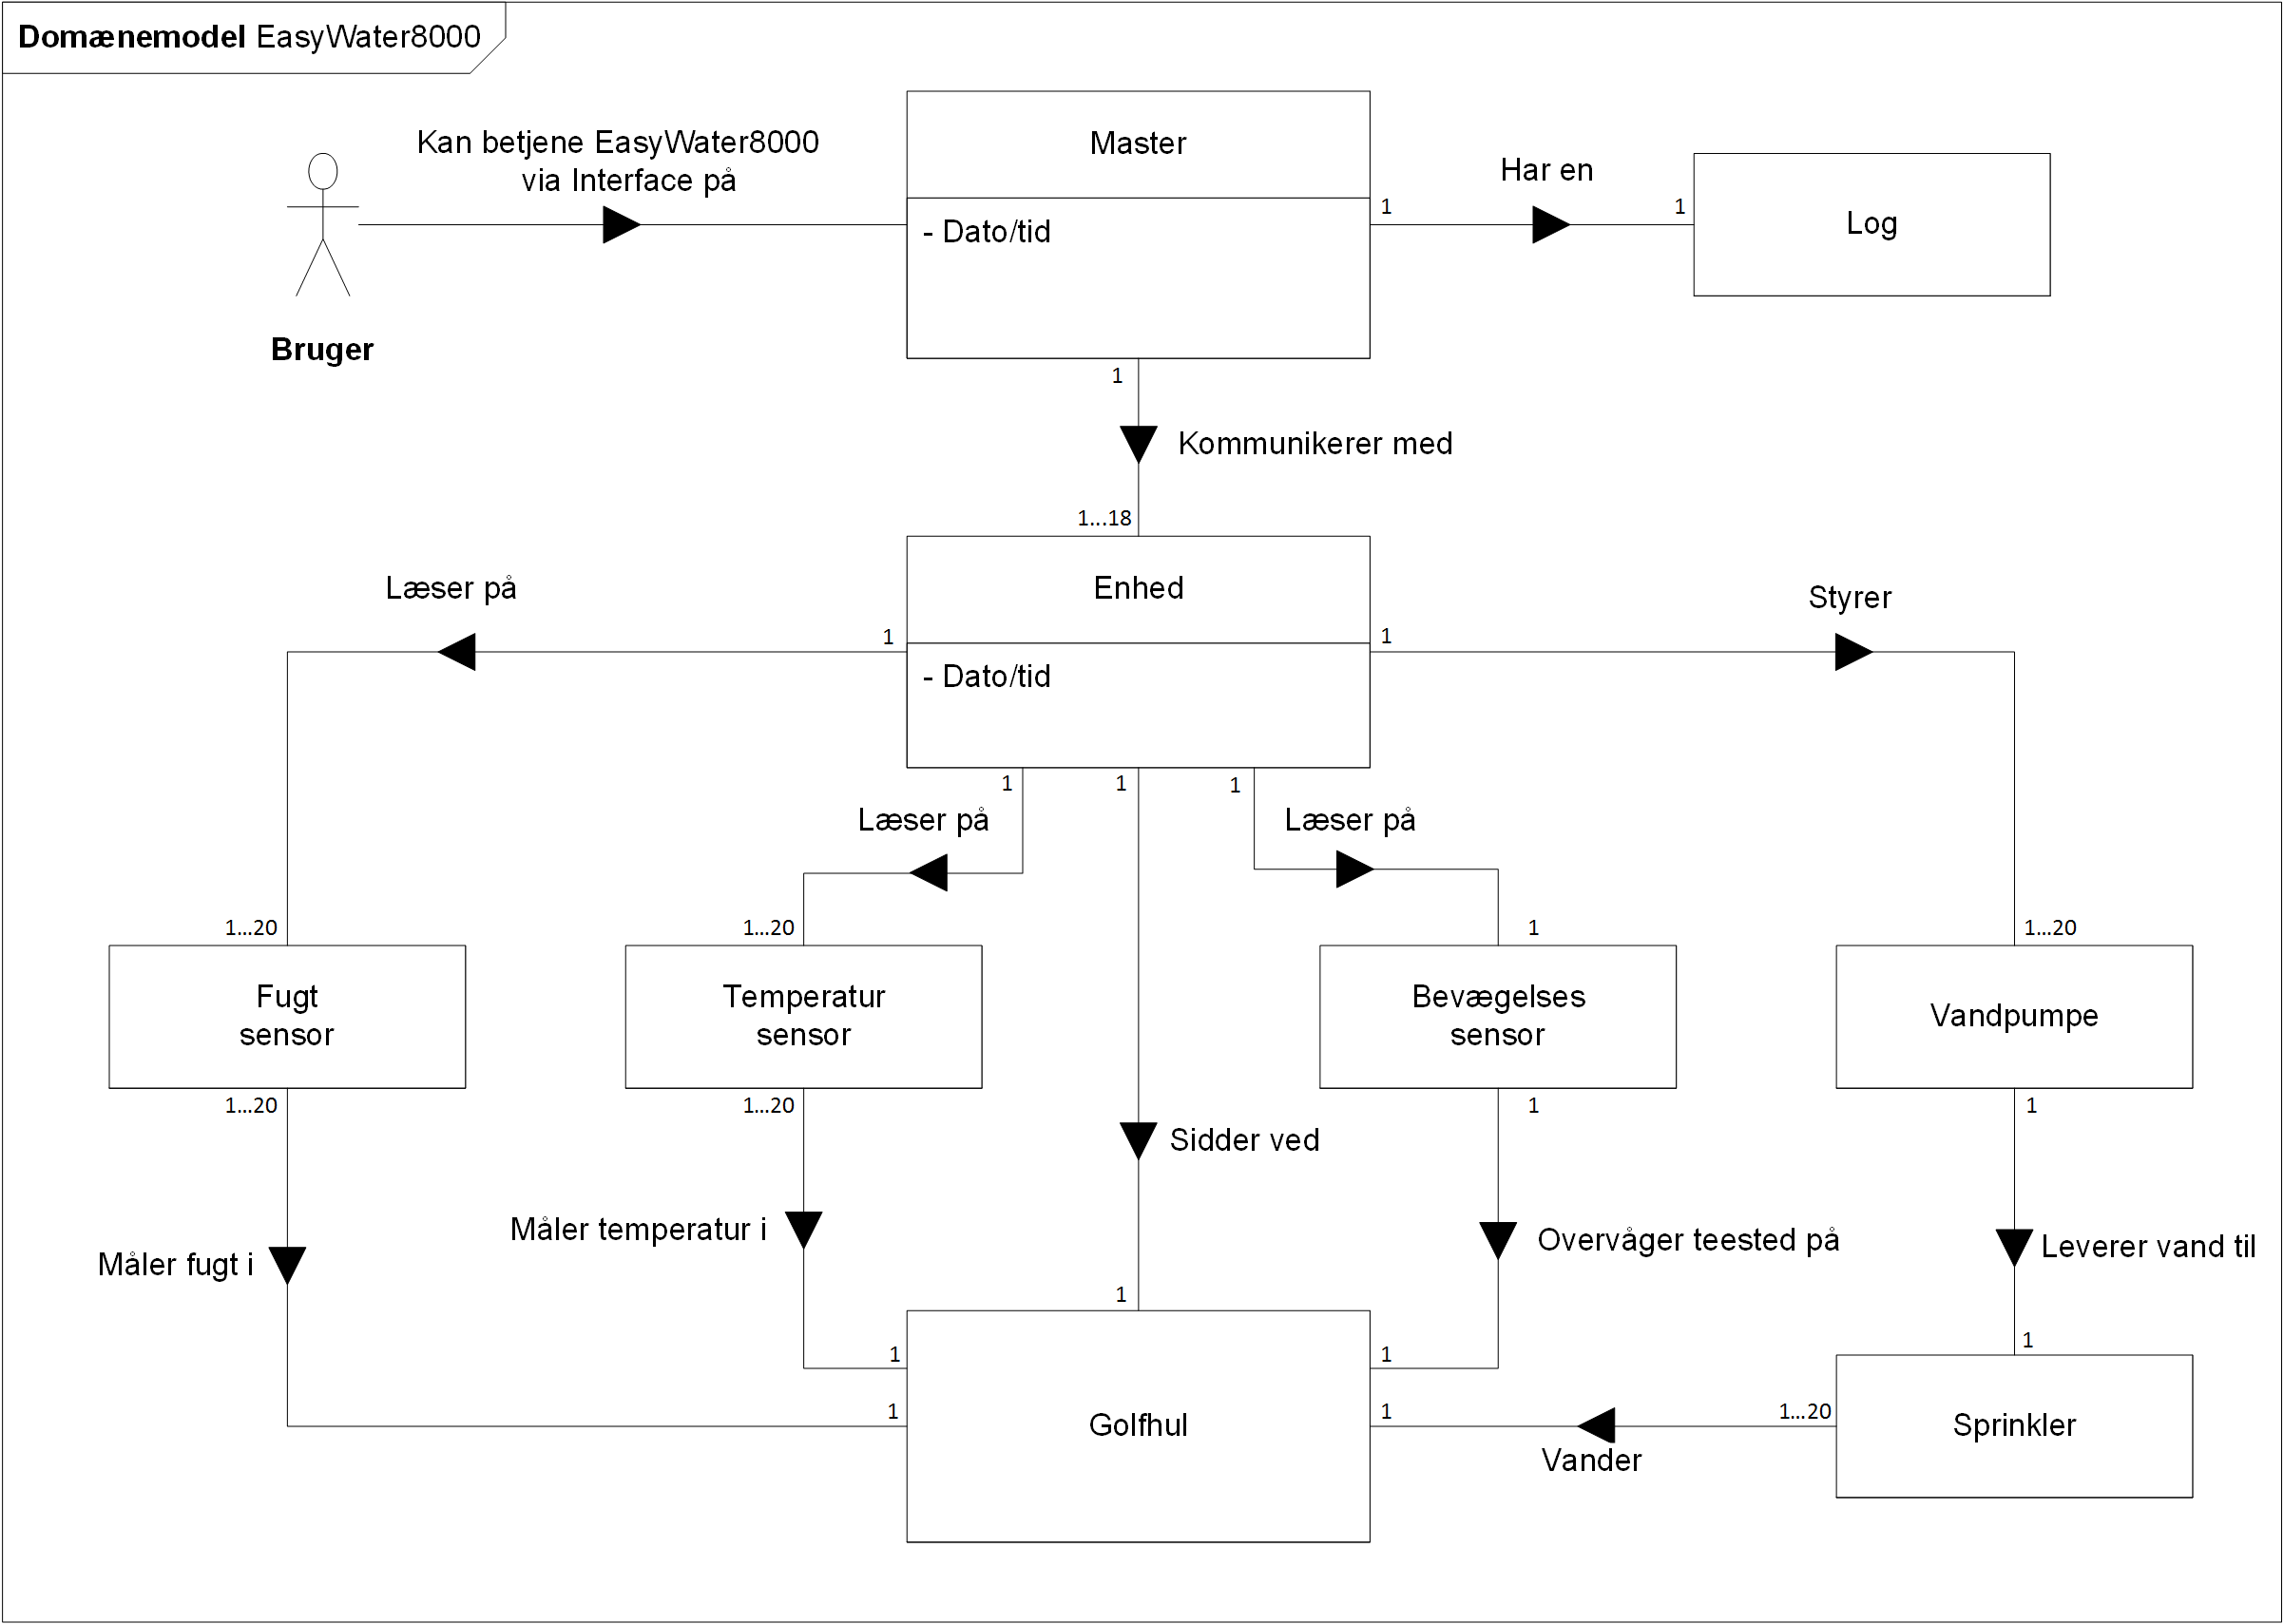 Domænemodel EasyWater8000
Kan betjene EasyWater8000
via Interface på
Bruger
Master
- Dato/tid
1
Har en
1
Log
1
Kommunikerer med
1...18
Enhed
- Dato/tid
Læser på
1
1
Styrer
1
Læser på
1
1
Læser på
1...20
1...20
1
1...20
Fugt
sensor
Temperatur
sensor
Bevægelses
sensor
Vandpumpe
1...20
1...20
1
1
Sidder ved
Måler fugt i
Måler temperatur i
Overvåger teested på
Leverer vand til
1
1
1
1
1
1
1...20
Golfhul
Vander
Sprinkler